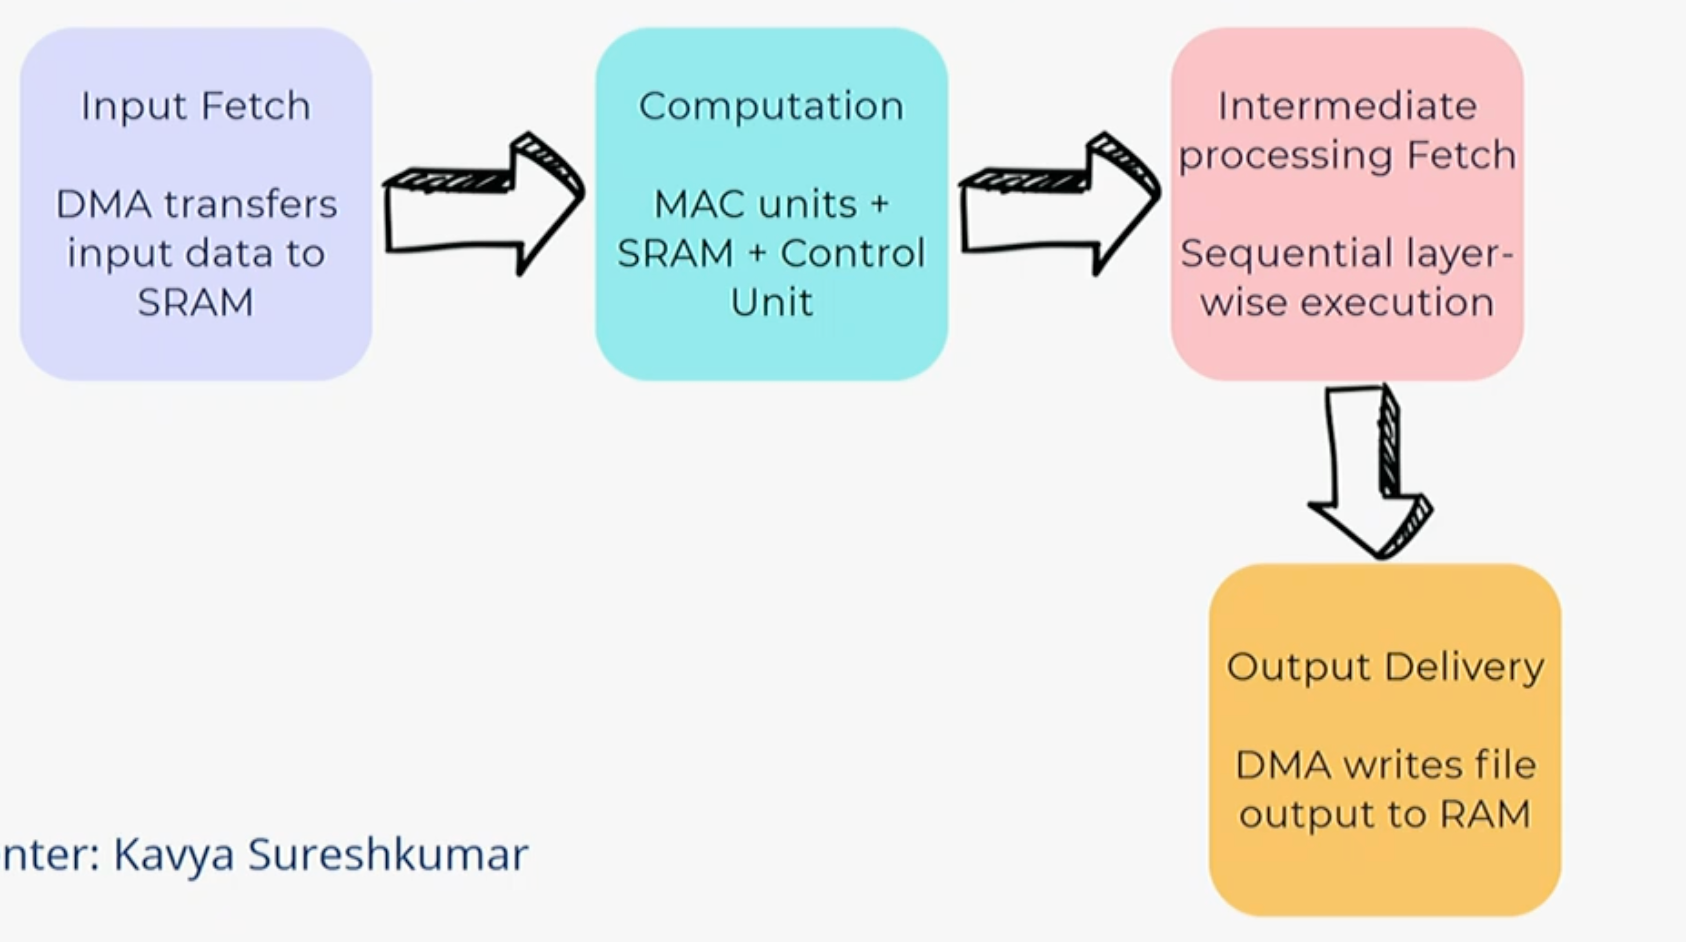 Input Fetch
DMA transfers
input data to
SRAM
Computation
MAC units +
SRAM + Control
Unit
Intermediate
processing Fetch
Sequential layer-
wise execution
Output Delivery
DMA writes file
output to RAM
nter: Kavya Sureshkumar